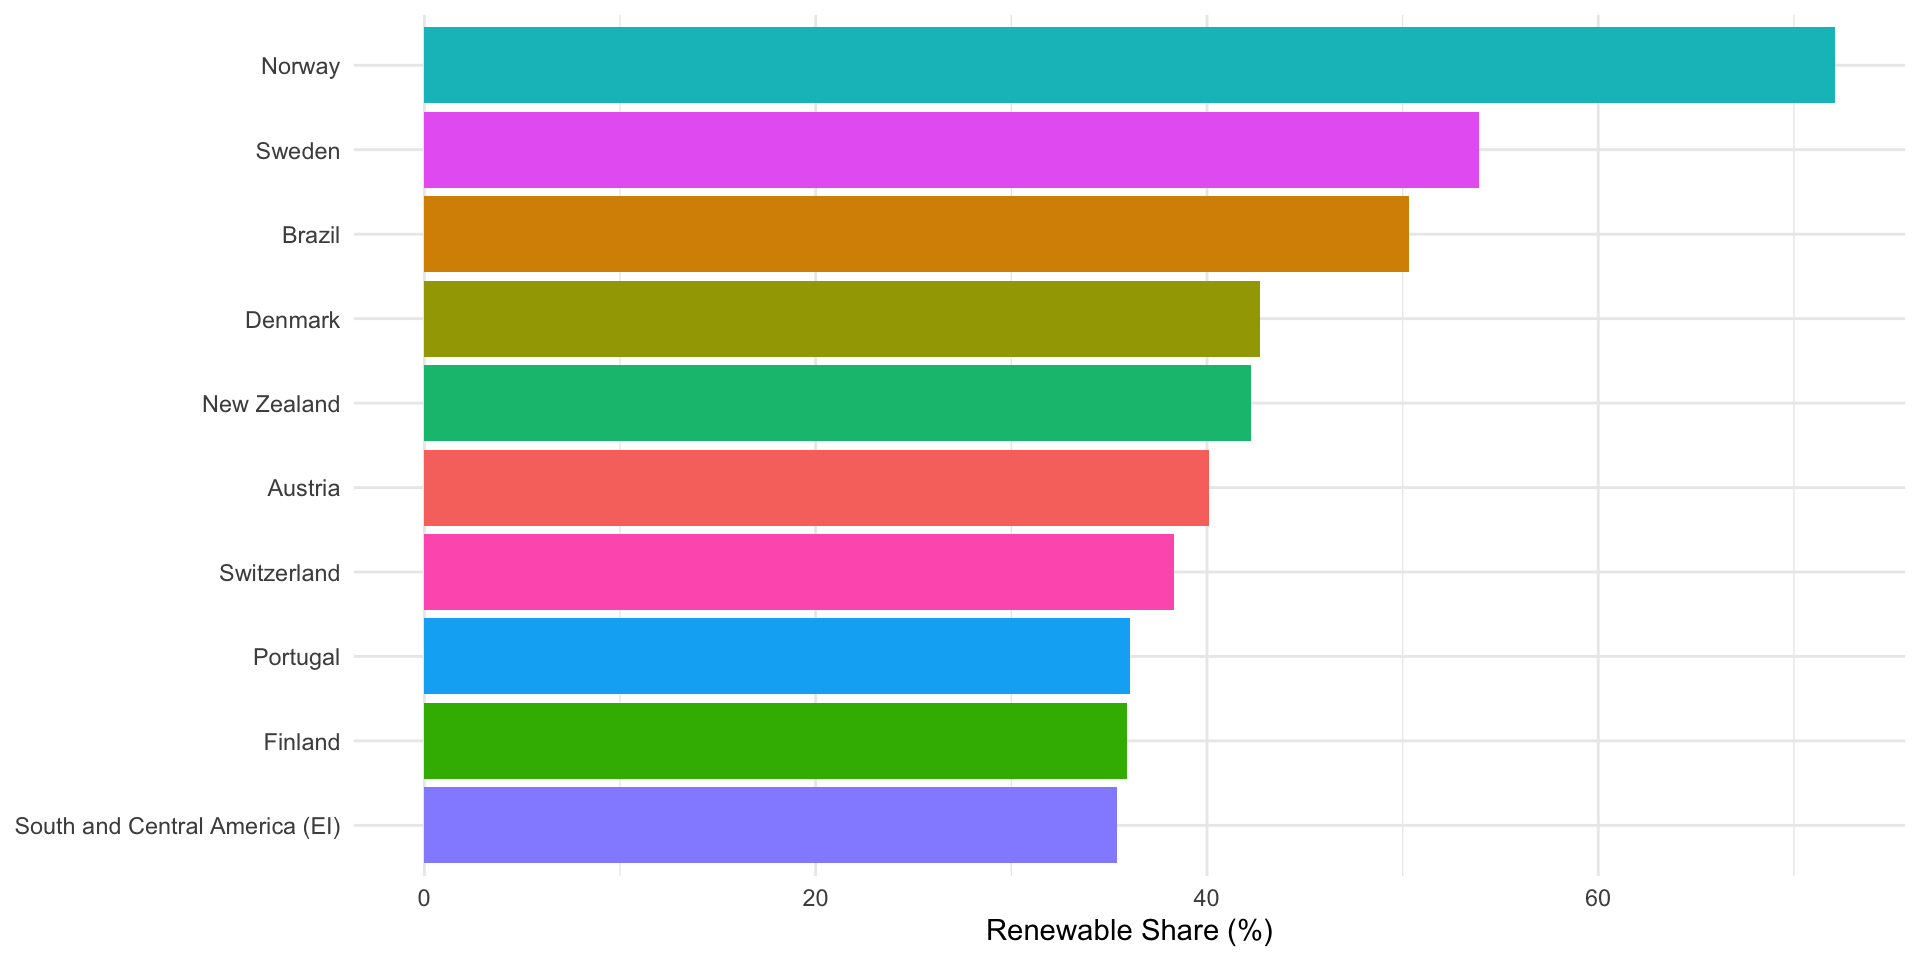 Norway
Sweden
Brazil
Denmark
New Zealand
Austria
Switzerland
Portugal
Finland
South and Central America (EI)
0 20 40 60
Renewable Share (%)